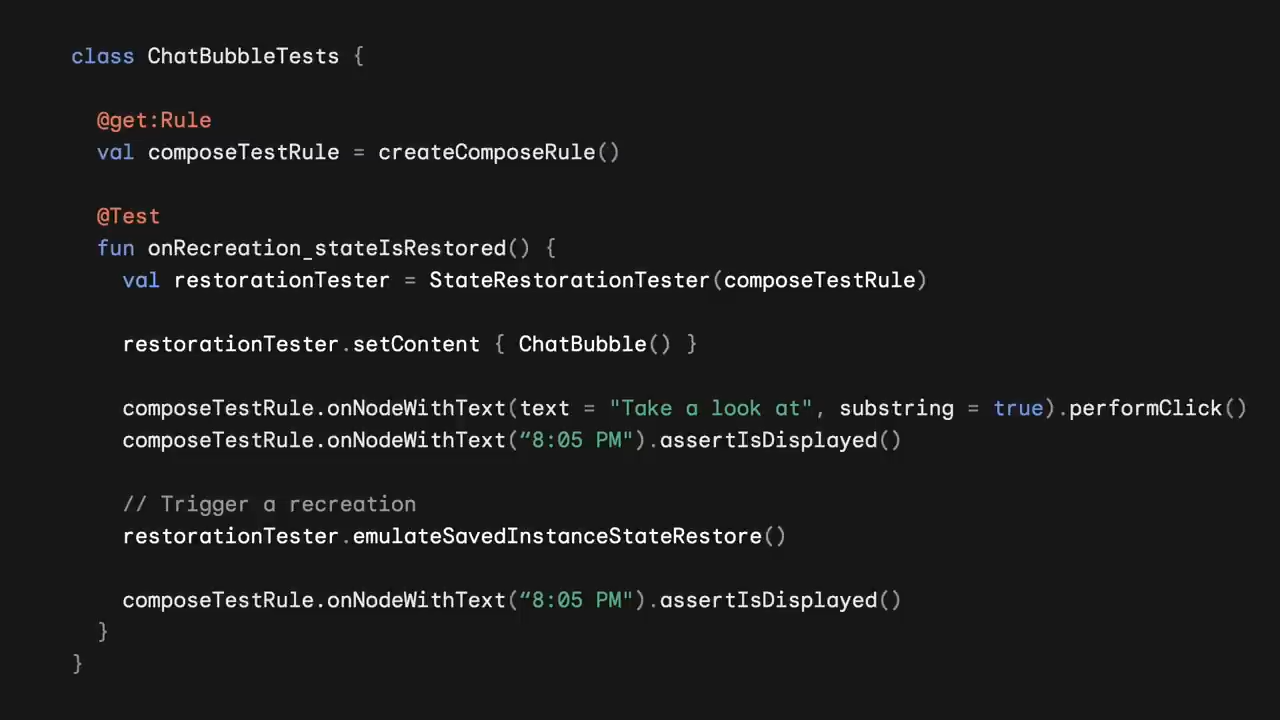 class ChatBubbleTests {
@get:Rule
val composeTestRule = createComposeRule()
@Test
fun onRecreation_stateIsRestored() {
val restorationTester = StateRestorationTester(composeTestRule)
restorationTester.setContent { ChatBubble() }
composeTestRule.onNodeWithText(text = "Take a look at", substring = true).performClick()
composeTestRule.onNodeWithText(“8:05 PM").assertIsDisplayed()
// Trigger a recreation
restorationTester.emulateSavedInstanceStateRestore()
composeTestRule.onNodeWithText(“8:05 PM").assertIsDisplayed()
}
}